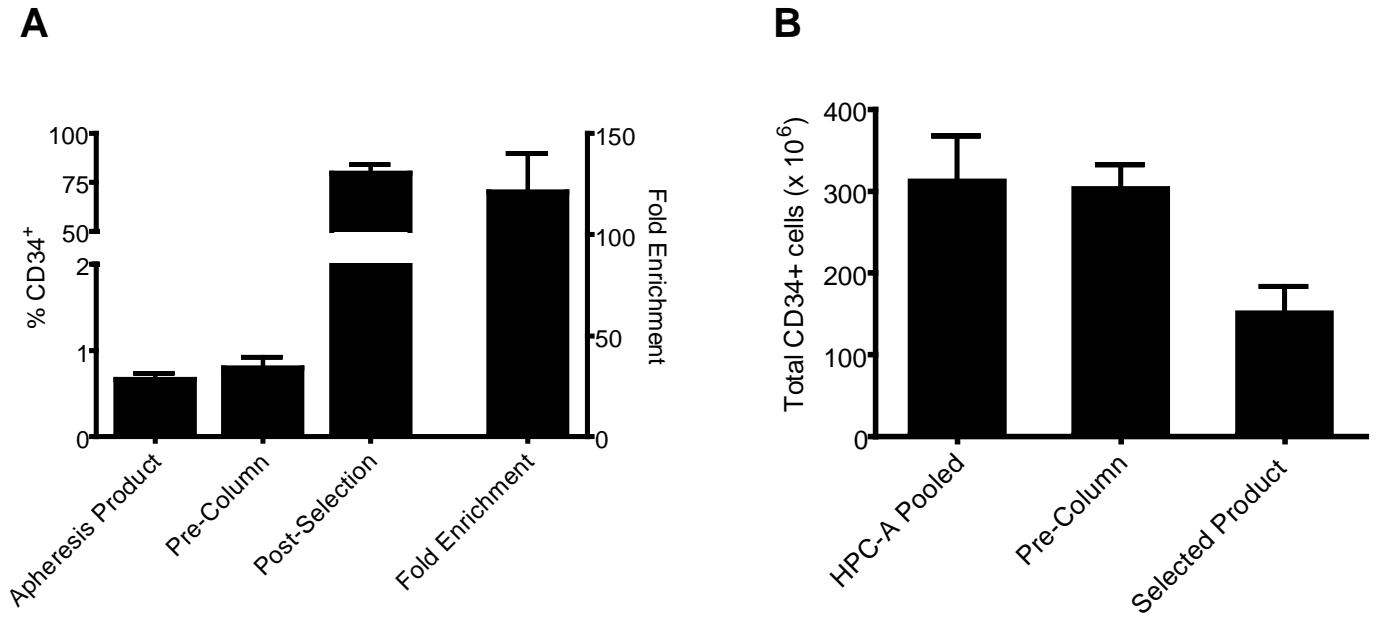 A
% CD34+
100
75
50
2
1
0
150
100
50
0
Fold Enrichment
Apheresis Product
Pre-Column
Post-Selection
Fold Enrichment
B
Total CD34+ cells (x 10^6)
400
300
200
100
0
HPC-A Pooled
Pre-Column
Selected Product